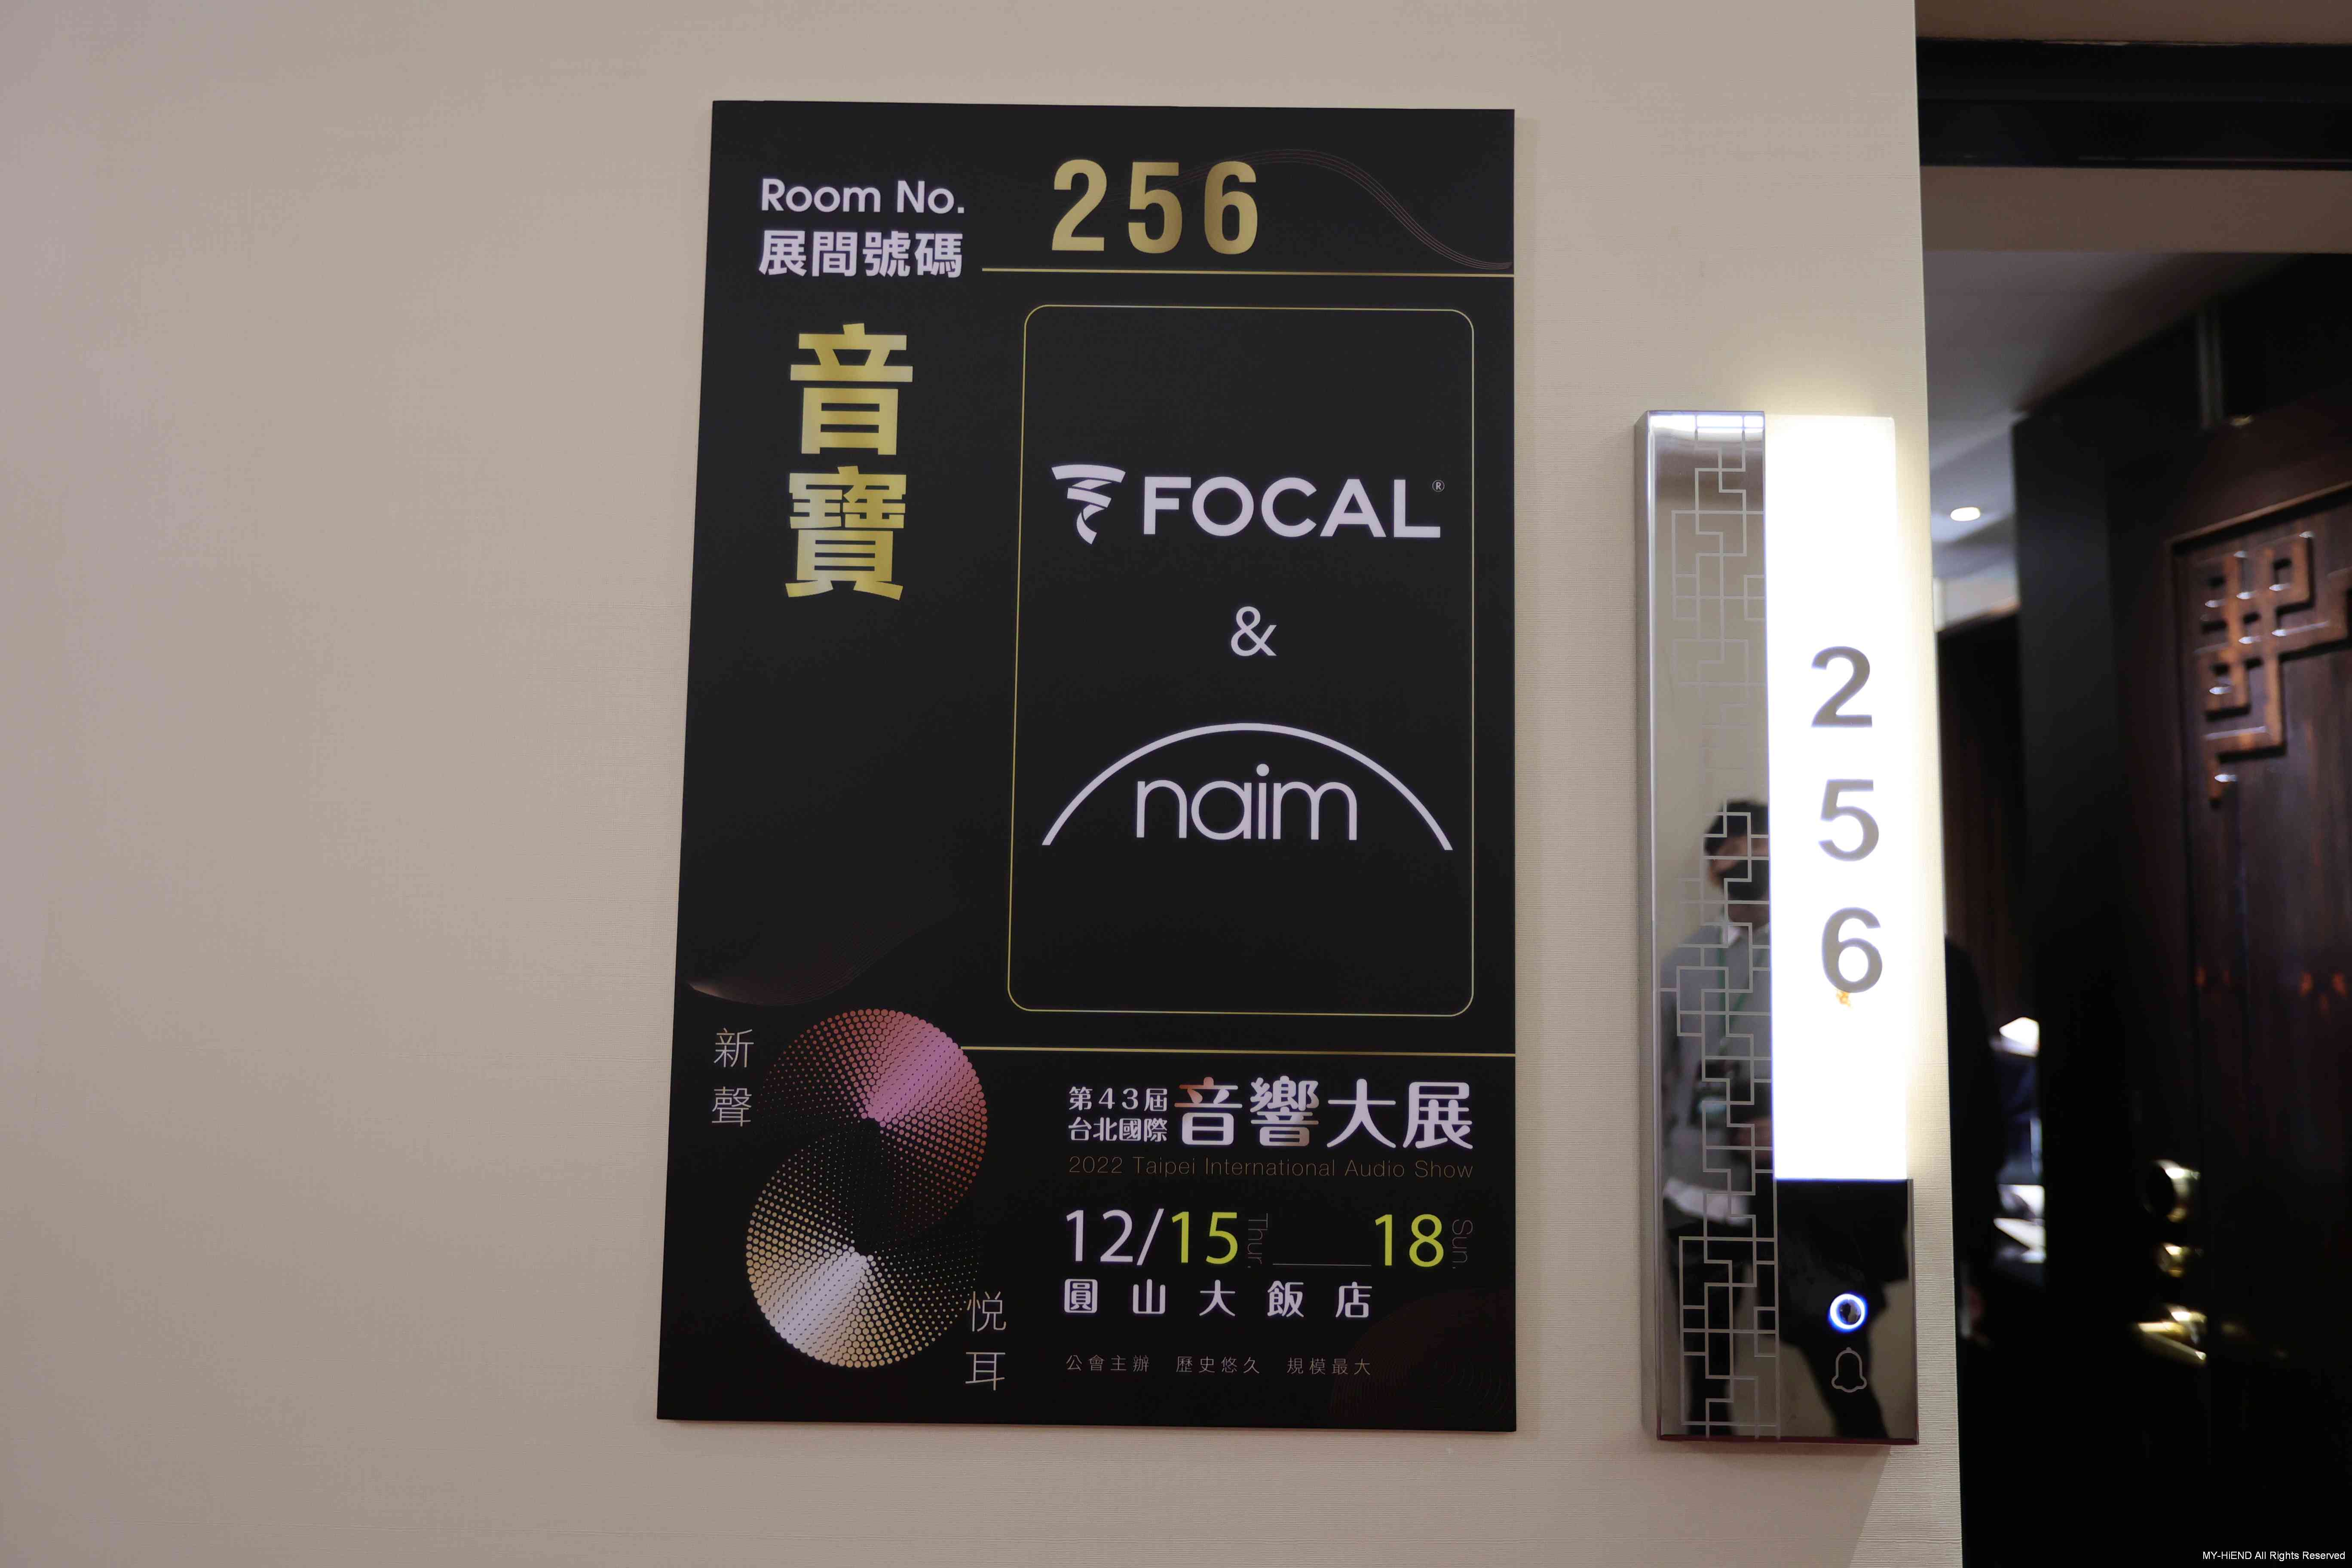 Room No.
展間號碼
256
音寶
FOCAL®
&
naim
新聲
悅耳
第43屆
台北國際
音響大展
2022 Taipei International Audio Show
12/15 Thur. 18 Sun.
圓山大飯店
公會主辦 歷史悠久 規模最大
2
5
6
MY-HiEND All Rights Reserved